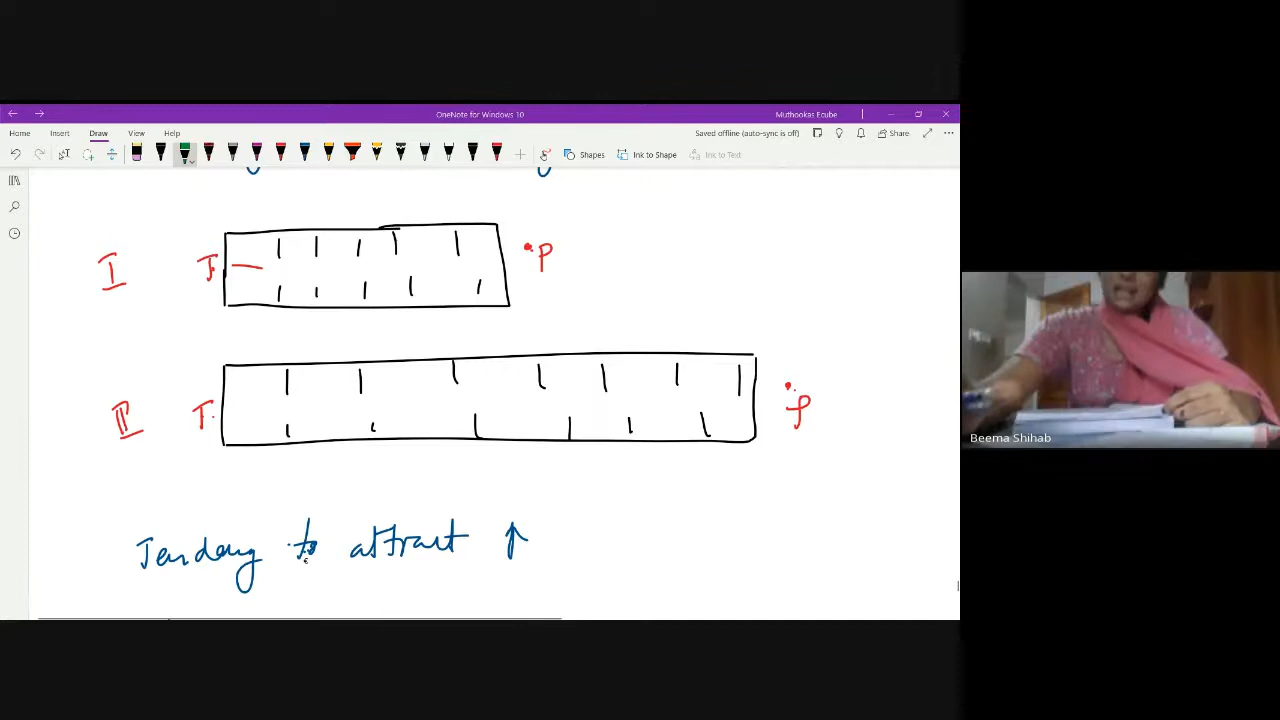 OneNote for Windows 10
Muthookas Ecube
Home Insert Draw View Help
Saved offline (auto-sync is off)
Share
Shapes
Ink to Shape
Ink to Text
I F P
II F P
Tendency to attract ↑
Beema Shihab